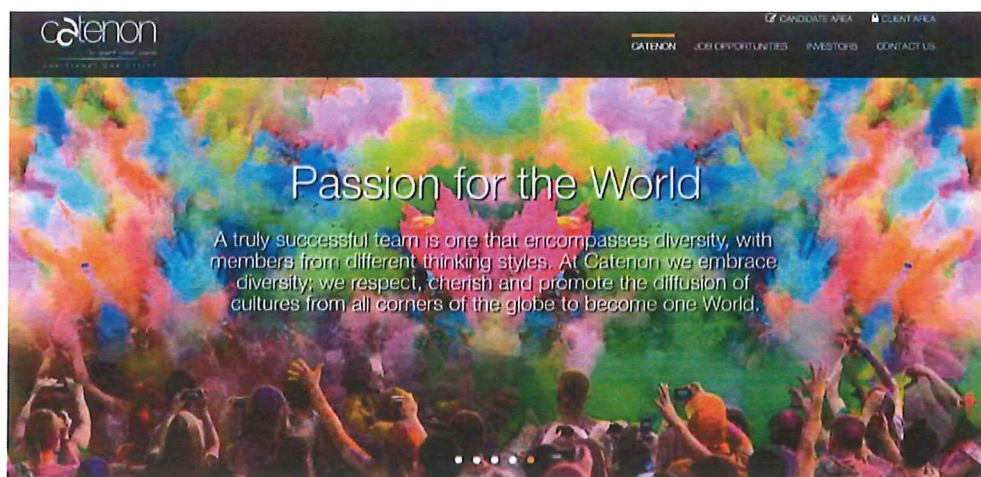 catenon
CANDIDATE AREA CLIENT AREA
CATENON JOB OPPORTUNITIES INVESTORS CONTACT US
Passion for the World
A truly successful team is one that encompasses diversity, with
members from different thinking styles. At Catenon we embrace
diversity; we respect, cherish and promote the diffusion of
cultures from all corners of the globe to become one World.